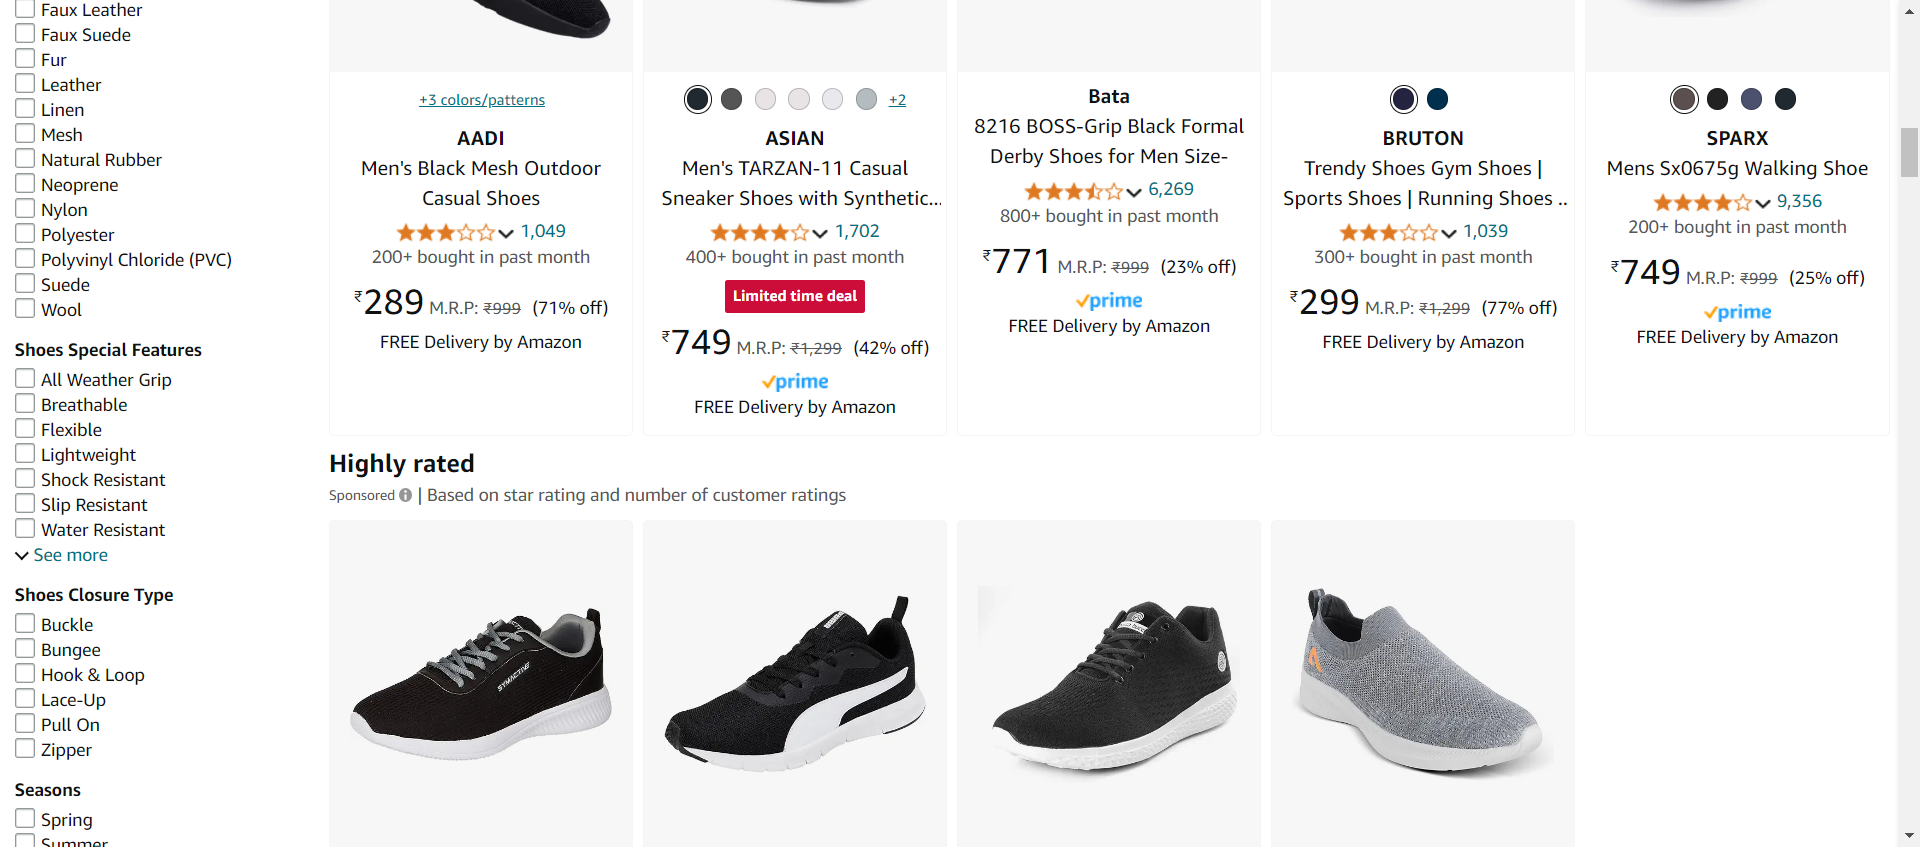 Faux Leather
Faux Suede
Fur
Leather
Linen
Mesh
Natural Rubber
Neoprene
Nylon
Polyester
Polyvinyl Chloride (PVC)
Suede
Wool
Shoes Special Features
All Weather Grip
Breathable
Flexible
Lightweight
Shock Resistant
Slip Resistant
Water Resistant
See more
Shoes Closure Type
Buckle
Bungee
Hook & Loop
Lace-Up
Pull On
Zipper
Seasons
Spring
Summer
+3 colors/patterns
AADI
Men's Black Mesh Outdoor
Casual Shoes
1,049
200+ bought in past month
₹289 M.R.P: ₹999 (71% off)
FREE Delivery by Amazon
+2
ASIAN
Men's TARZAN-11 Casual
Sneaker Shoes with Synthetic...
1,702
400+ bought in past month
Limited time deal
₹749 M.R.P: ₹1,299 (42% off)
prime
FREE Delivery by Amazon
Bata
8216 BOSS-Grip Black Formal
Derby Shoes for Men Size-
6,269
800+ bought in past month
₹771 M.R.P: ₹999 (23% off)
prime
FREE Delivery by Amazon
BRUTON
Trendy Shoes Gym Shoes |
Sports Shoes | Running Shoes ..
1,039
300+ bought in past month
₹299 M.R.P: ₹1,299 (77% off)
FREE Delivery by Amazon
SPARX
Mens Sx0675g Walking Shoe
9,356
200+ bought in past month
₹749 M.R.P: ₹999 (25% off)
prime
FREE Delivery by Amazon
Highly rated
Sponsored | Based on star rating and number of customer ratings
SYMACTIVE